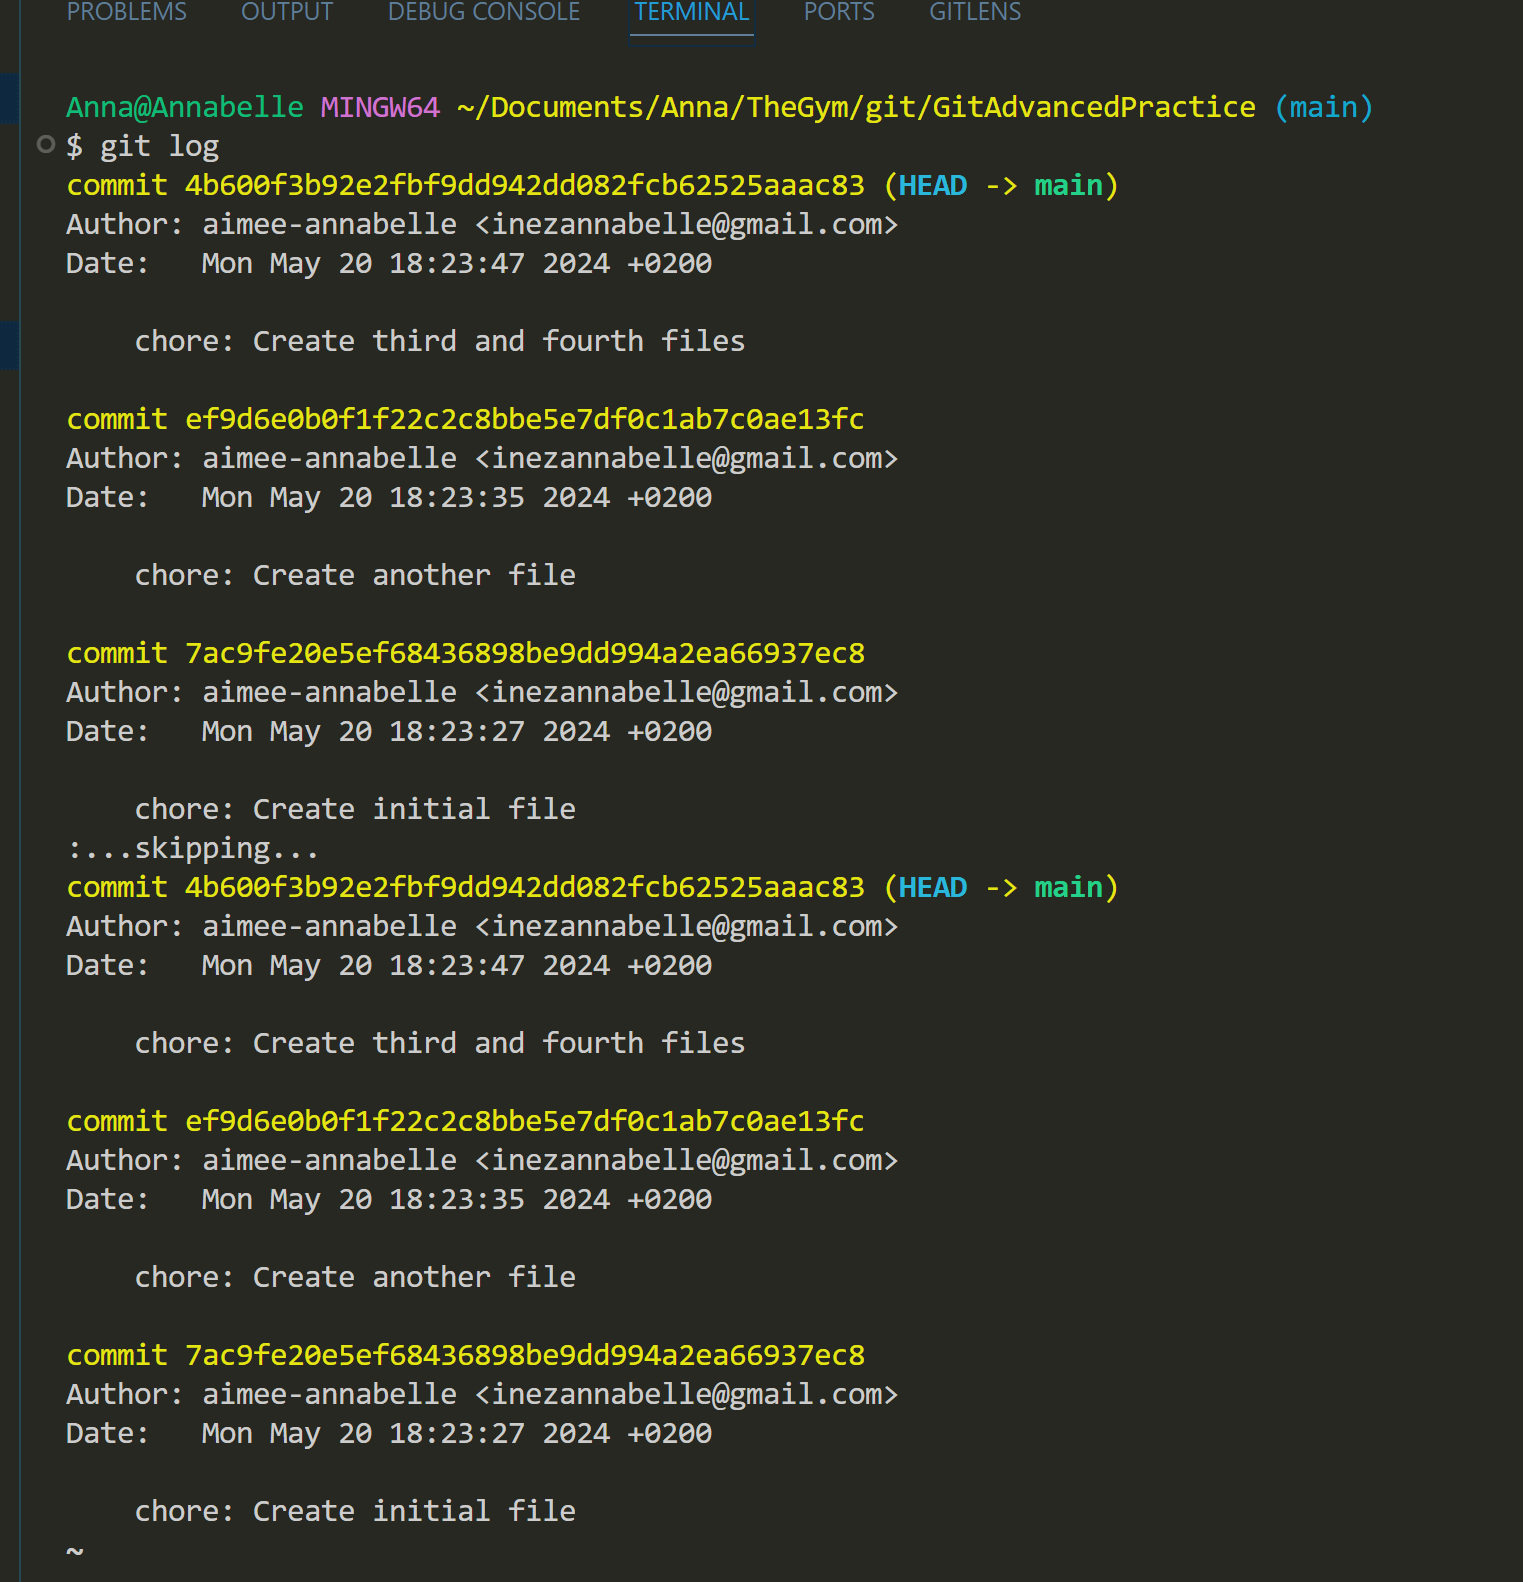 PROBLEMS OUTPUT DEBUG CONSOLE TERMINAL PORTS GITLENS
Anna@Annabelle MINGW64 ~/Documents/Anna/TheGym/git/GitAdvancedPractice (main)
$ git log
commit 4b600f3b92e2fbf9dd942dd082fcb62525aaac83 (HEAD -> main)
Author: aimee-annabelle <inezannabelle@gmail.com>
Date:   Mon May 20 18:23:47 2024 +0200
    chore: Create third and fourth files
commit ef9d6e0b0f1f22c2c8bbe5e7df0c1ab7c0ae13fc
Author: aimee-annabelle <inezannabelle@gmail.com>
Date:   Mon May 20 18:23:35 2024 +0200
    chore: Create another file
commit 7ac9fe20e5ef68436898be9dd994a2ea66937ec8
Author: aimee-annabelle <inezannabelle@gmail.com>
Date:   Mon May 20 18:23:27 2024 +0200
    chore: Create initial file
:...skipping...
commit 4b600f3b92e2fbf9dd942dd082fcb62525aaac83 (HEAD -> main)
Author: aimee-annabelle <inezannabelle@gmail.com>
Date:   Mon May 20 18:23:47 2024 +0200
    chore: Create third and fourth files
commit ef9d6e0b0f1f22c2c8bbe5e7df0c1ab7c0ae13fc
Author: aimee-annabelle <inezannabelle@gmail.com>
Date:   Mon May 20 18:23:35 2024 +0200
    chore: Create another file
commit 7ac9fe20e5ef68436898be9dd994a2ea66937ec8
Author: aimee-annabelle <inezannabelle@gmail.com>
Date:   Mon May 20 18:23:27 2024 +0200
    chore: Create initial file
~